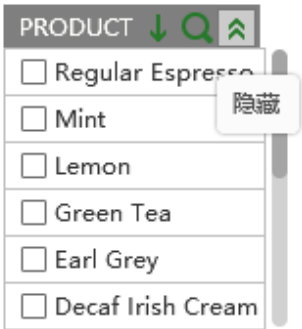 PRODUCT
Regular Espresso
隐藏
Mint
Lemon
Green Tea
Earl Grey
Decaf Irish Cream